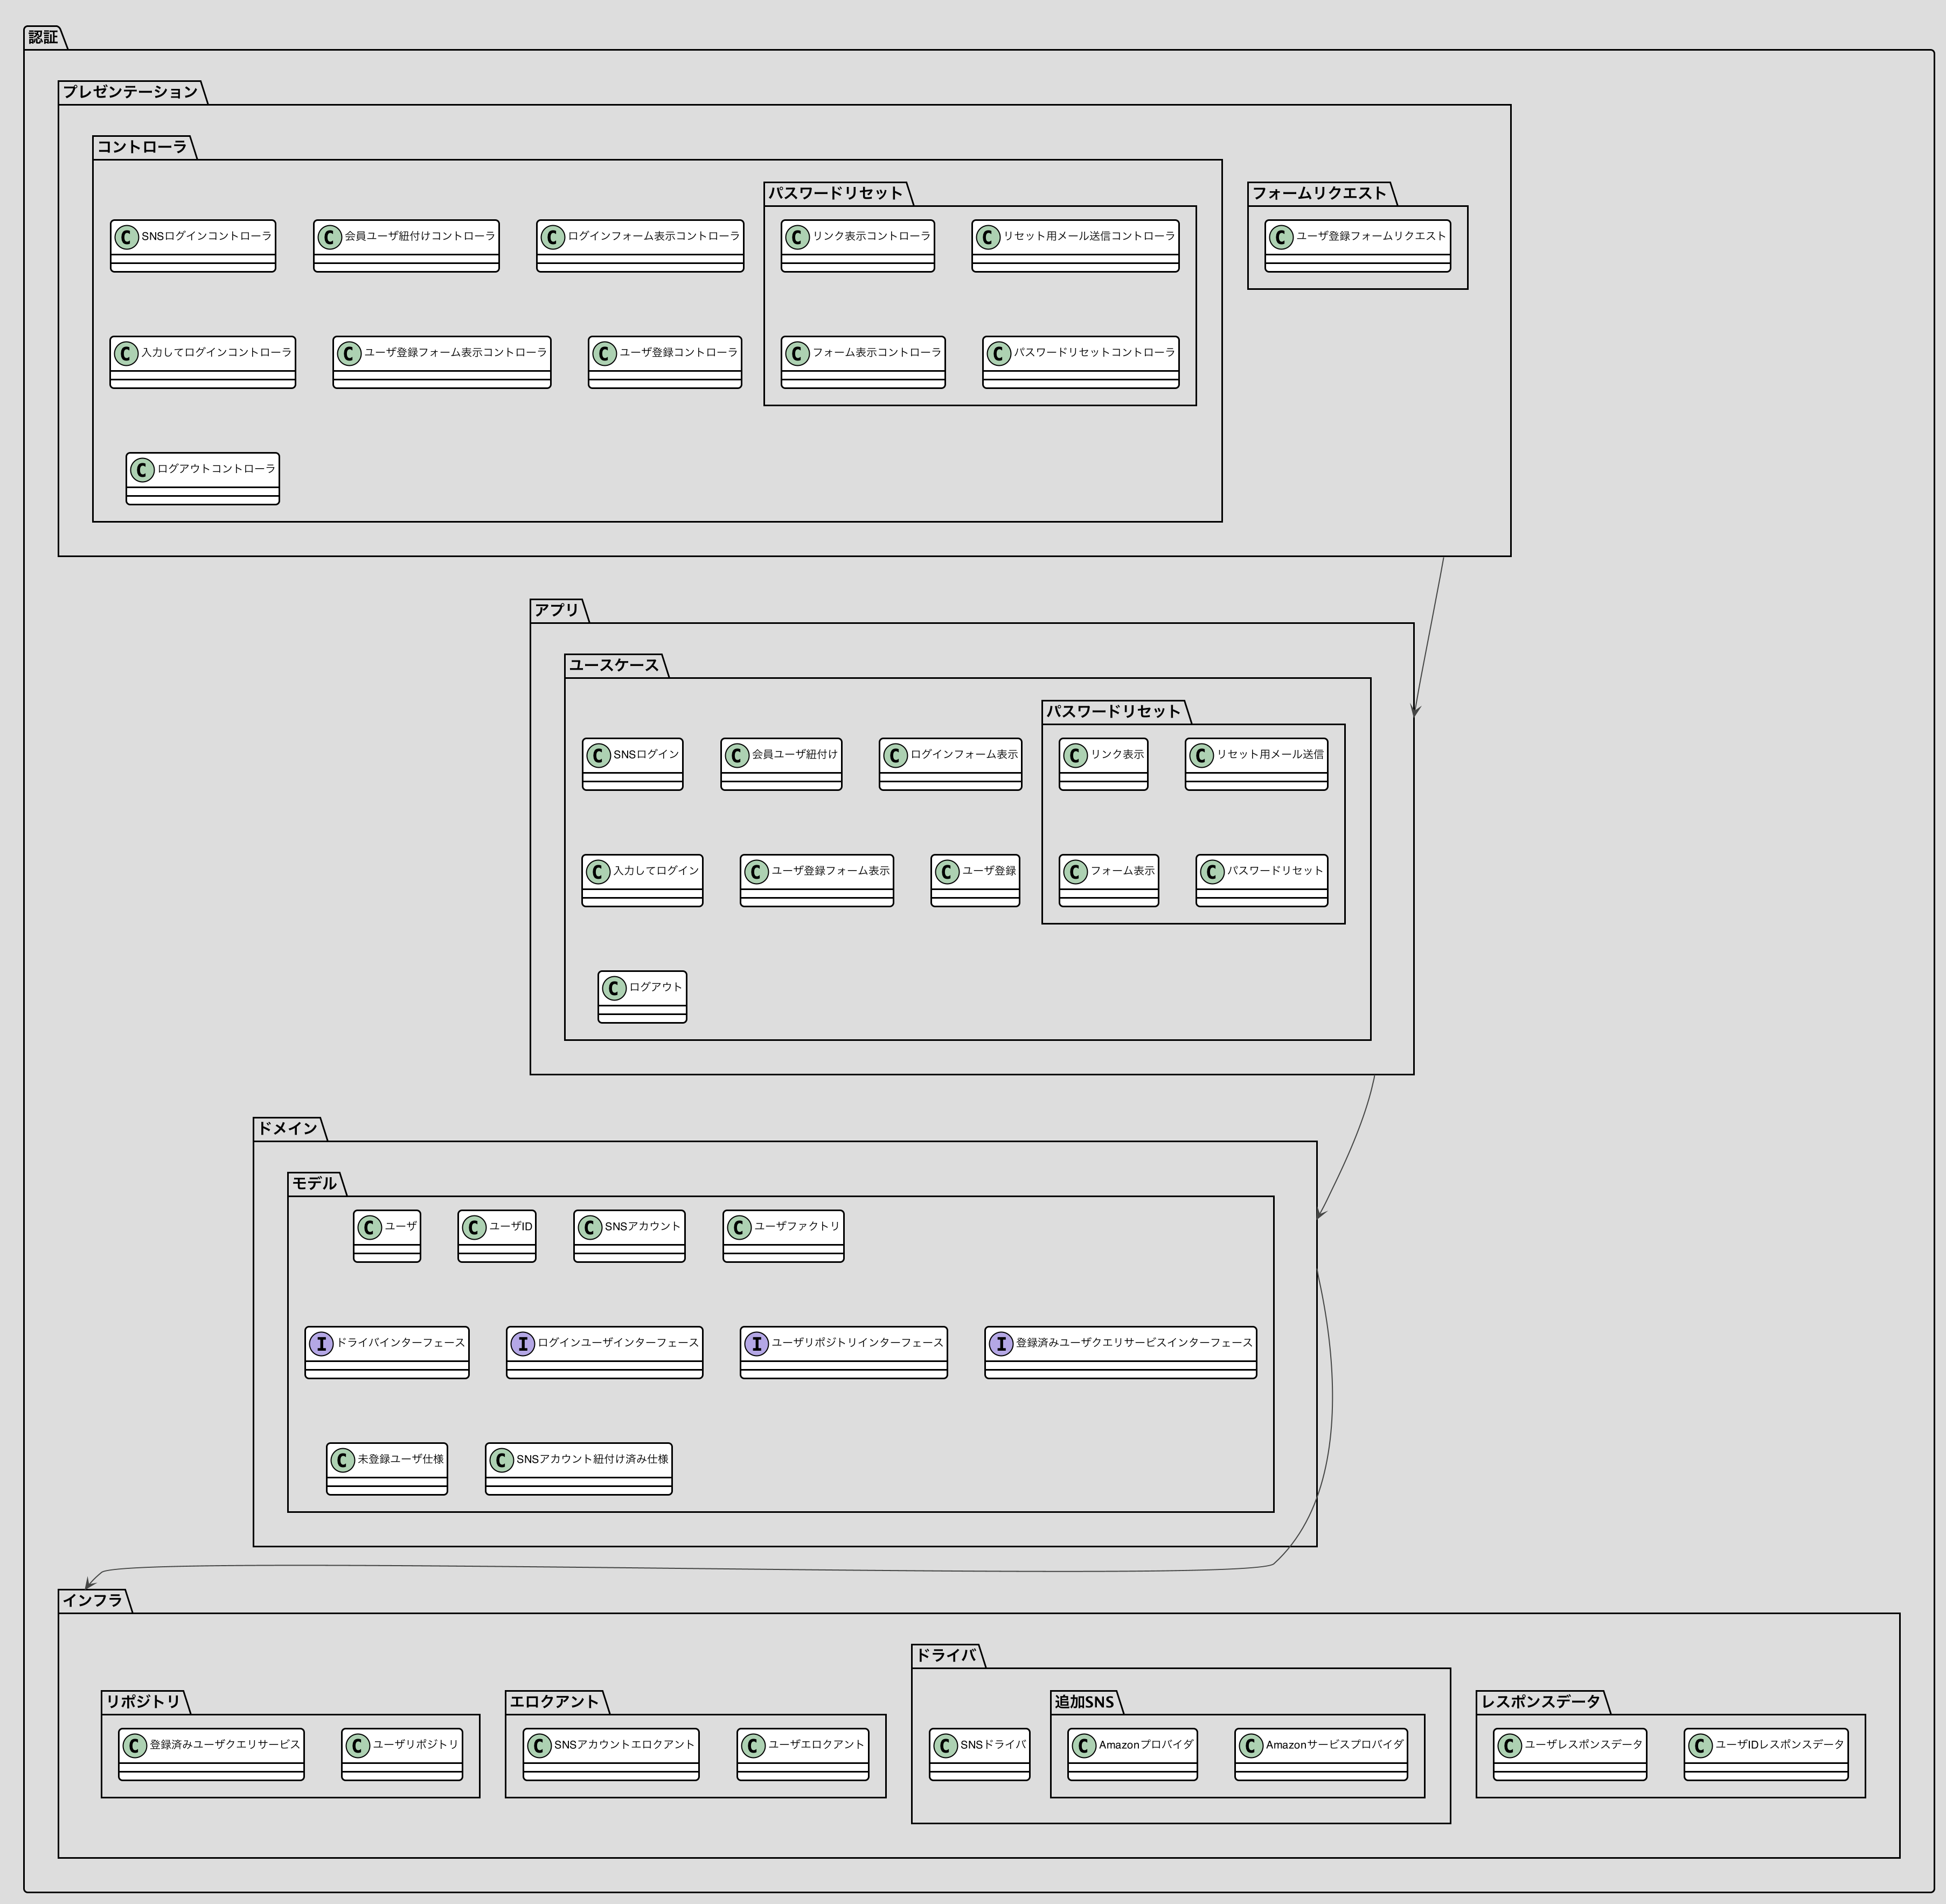 認証
プレゼンテーション
コントローラ
パスワードリセット
フォームリクエスト
C SNSログインコントローラ
C 会員ユーザ紐付けコントローラ
C ログインフォーム表示コントローラ
C リンク表示コントローラ
C リセット用メール送信コントローラ
C ユーザ登録フォームリクエスト
C 入力してログインコントローラ
C ユーザ登録フォーム表示コントローラ
C ユーザ登録コントローラ
C フォーム表示コントローラ
C パスワードリセットコントローラ
C ログアウトコントローラ
アプリ
ユースケース
パスワードリセット
C SNSログイン
C 会員ユーザ紐付け
C ログインフォーム表示
C リンク表示
C リセット用メール送信
C 入力してログイン
C ユーザ登録フォーム表示
C ユーザ登録
C フォーム表示
C パスワードリセット
C ログアウト
ドメイン
モデル
C ユーザ
C ユーザID
C SNSアカウント
C ユーザファクトリ
I ドライバインターフェース
I ログインユーザインターフェース
I ユーザリポジトリインターフェース
I 登録済みユーザクエリサービスインターフェース
C 未登録ユーザ仕様
C SNSアカウント紐付け済み仕様
インフラ
ドライバ
リポジトリ
エロクアント
追加SNS
レスポンスデータ
C 登録済みユーザクエリサービス
C ユーザリポジトリ
C SNSアカウントエロクアント
C ユーザエロクアント
C SNSドライバ
C Amazonプロバイダ
C Amazonサービスプロバイダ
C ユーザレスポンスデータ
C ユーザIDレスポンスデータ